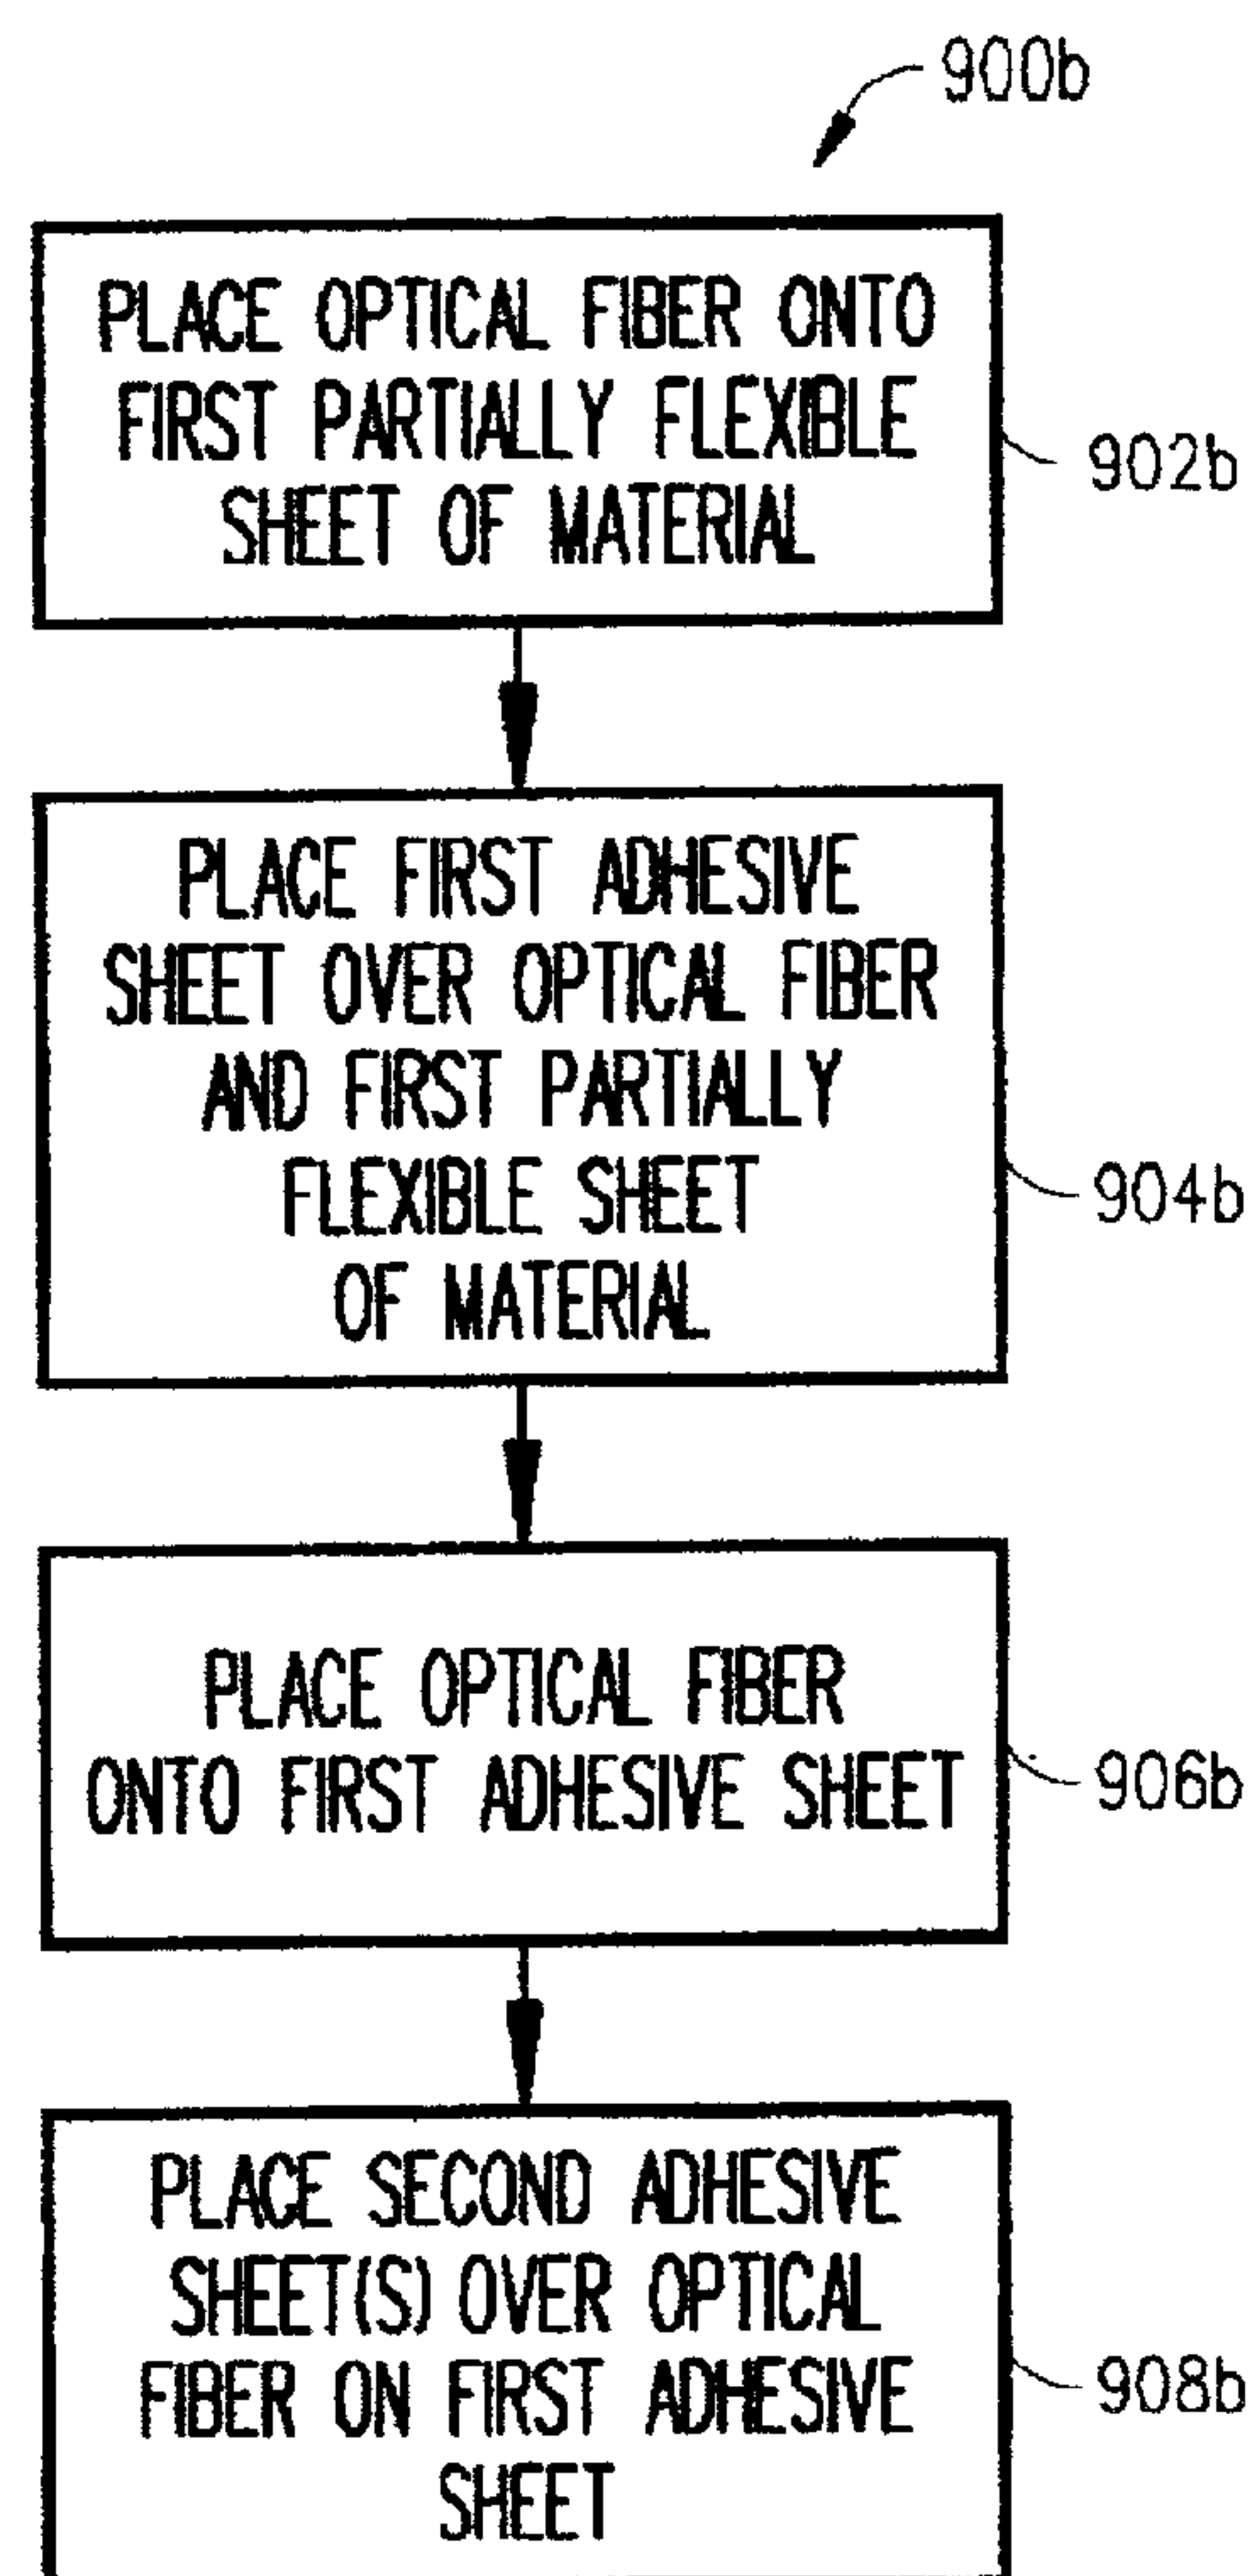 900b
PLACE OPTICAL FIBER ONTO
FIRST PARTIALLY FLEXIBLE
SHEET OF MATERIAL
902b
PLACE FIRST ADHESIVE
SHEET OVER OPTICAL FIBER
AND FIRST PARTIALLY
FLEXIBLE SHEET
OF MATERIAL
904b
PLACE OPTICAL FIBER
ONTO FIRST ADHESIVE SHEET
906b
PLACE SECOND ADHESIVE
SHEET(S) OVER OPTICAL
FIBER ON FIRST ADHESIVE
SHEET
908b